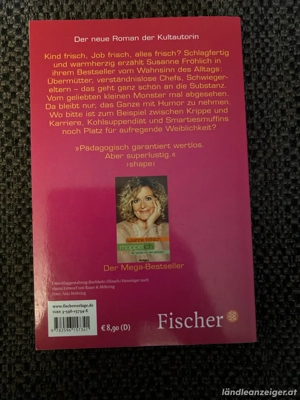 Der neue Roman der Kultautorin
Kind frisch, Job frisch, alles frisch? Schlagfertig
und warmherzig erzählt Susanne Fröhlich in
ihrem Bestseller vom Wahnsinn des Alltags:
Übermütter, verwunschene Chefs, Schwieger-
eltern – das geht ganz schön an die Substanz.
Vom geliebten kleinen Monster mal abgesehen.
Da bleibt nur, das Ganze mit Humor zu nehmen.
Wo bitte ist zum Beispiel zwischen Krippe und
Karriere, Kohlsuppendiät und Smartiesmuffins
noch Platz für aufregende Weiblichkeit?
»Pädagogisch garantiert wertlos.
Aber superlustig.«
›shape‹
Der Mega-Bestseller
www.fischerverlage.de
€ 8,90 (D)
Fischer
ländleanzeiger.at